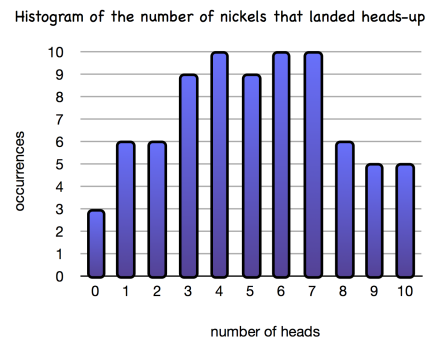 Histogram of the number of nickels that landed heads-up
occurrences
10
9
8
7
6
5
4
3
2
1
0
0 1 2 3 4 5 6 7 8 9 10
number of heads